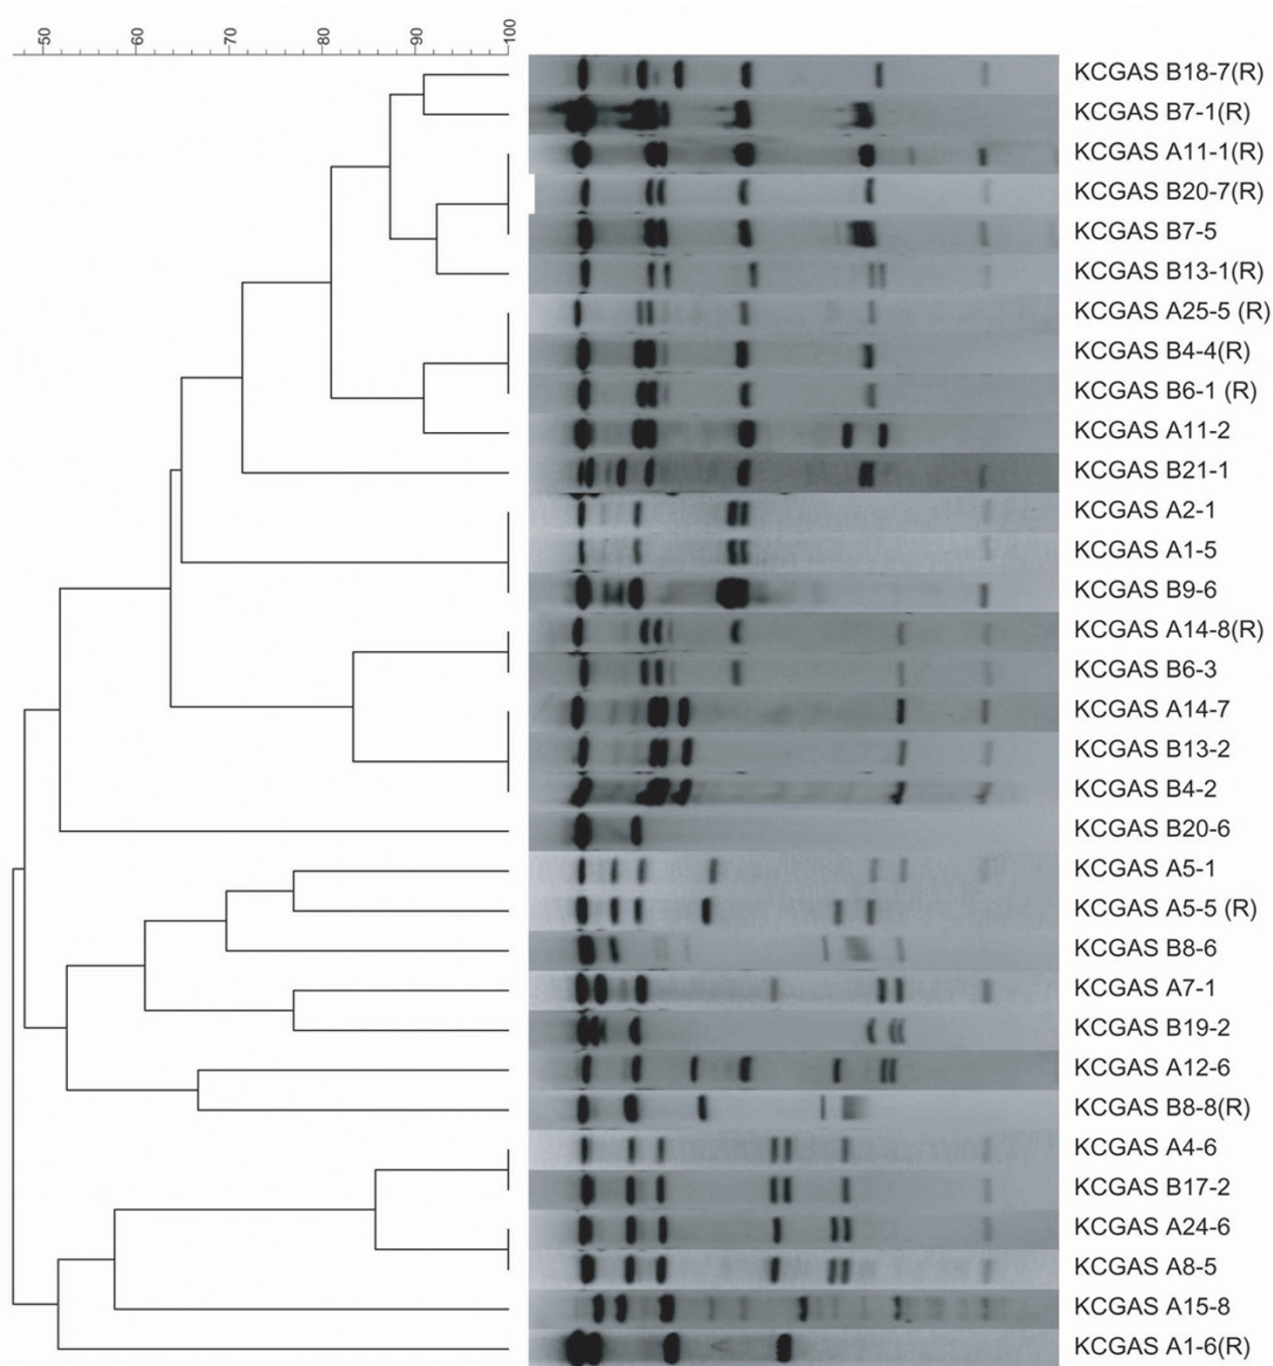 50 60 70 80 90 100
KCGAS B18-7(R)
KCGAS B7-1(R)
KCGAS A11-1(R)
KCGAS B20-7(R)
KCGAS B7-5
KCGAS B13-1(R)
KCGAS A25-5 (R)
KCGAS B4-4(R)
KCGAS B6-1 (R)
KCGAS A11-2
KCGAS B21-1
KCGAS A2-1
KCGAS A1-5
KCGAS B9-6
KCGAS A14-8(R)
KCGAS B6-3
KCGAS A14-7
KCGAS B13-2
KCGAS B4-2
KCGAS B20-6
KCGAS A5-1
KCGAS A5-5 (R)
KCGAS B8-6
KCGAS A7-1
KCGAS B19-2
KCGAS A12-6
KCGAS B8-8(R)
KCGAS A4-6
KCGAS B17-2
KCGAS A24-6
KCGAS A8-5
KCGAS A15-8
KCGAS A1-6(R)